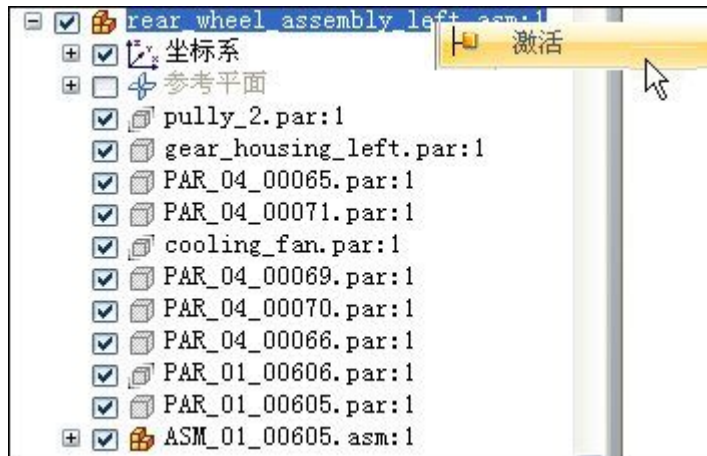 rear_wheel_assembly_left.asm:1
激活
坐标系
参考平面
pully_2.par:1
gear_housing_left.par:1
PAR_04_00065.par:1
PAR_04_00071.par:1
cooling_fan.par:1
PAR_04_00069.par:1
PAR_04_00070.par:1
PAR_04_00066.par:1
PAR_01_00606.par:1
PAR_01_00605.par:1
ASM_01_00605.asm:1